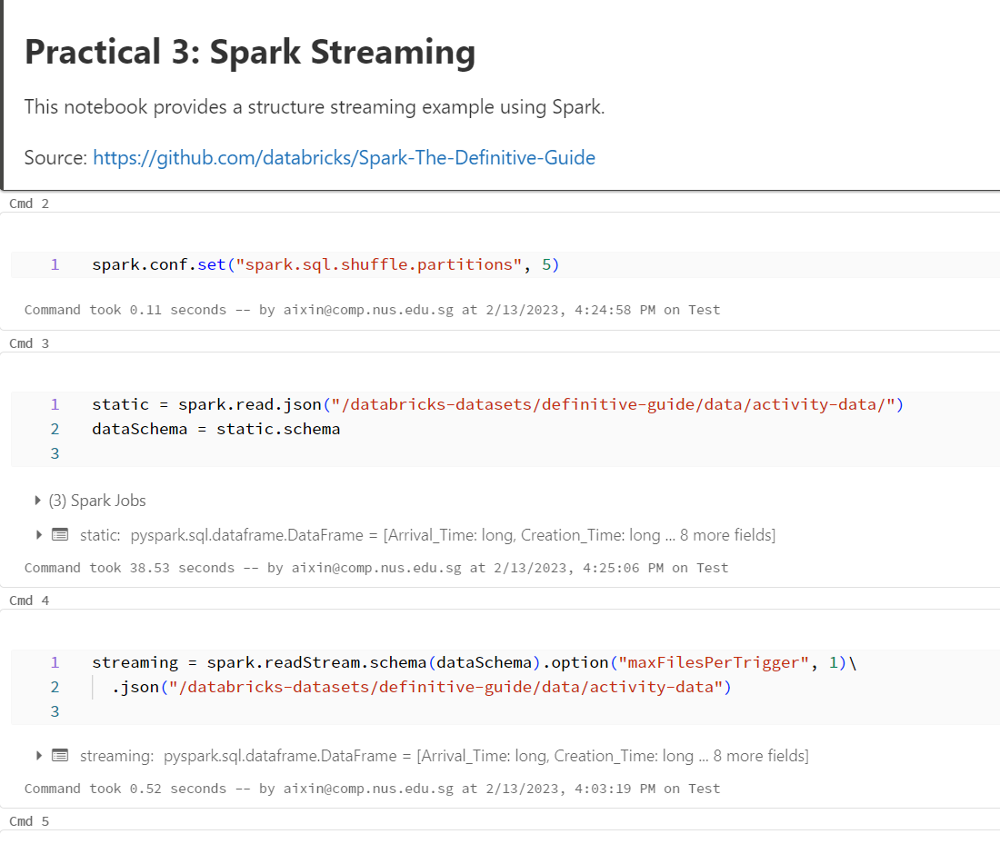 Practical 3: Spark Streaming
This notebook provides a structure streaming example using Spark.
Source: https://github.com/databricks/Spark-The-Definitive-Guide
Cmd 2
1 spark.conf.set("spark.sql.shuffle.partitions", 5)
Command took 0.11 seconds -- by aixin@comp.nus.edu.sg at 2/13/2023, 4:24:58 PM on Test
Cmd 3
1 static = spark.read.json("/databricks-datasets/definitive-guide/data/activity-data/")
2 dataSchema = static.schema
3
(3) Spark Jobs
static: pyspark.sql.dataframe.DataFrame = [Arrival_Time: long, Creation_Time: long ... 8 more fields]
Command took 38.53 seconds -- by aixin@comp.nus.edu.sg at 2/13/2023, 4:25:06 PM on Test
Cmd 4
1 streaming = spark.readStream.schema(dataSchema).option("maxFilesPerTrigger", 1)\
2 .json("/databricks-datasets/definitive-guide/data/activity-data")
3
streaming: pyspark.sql.dataframe.DataFrame = [Arrival_Time: long, Creation_Time: long ... 8 more fields]
Command took 0.52 seconds -- by aixin@comp.nus.edu.sg at 2/13/2023, 4:03:19 PM on Test
Cmd 5